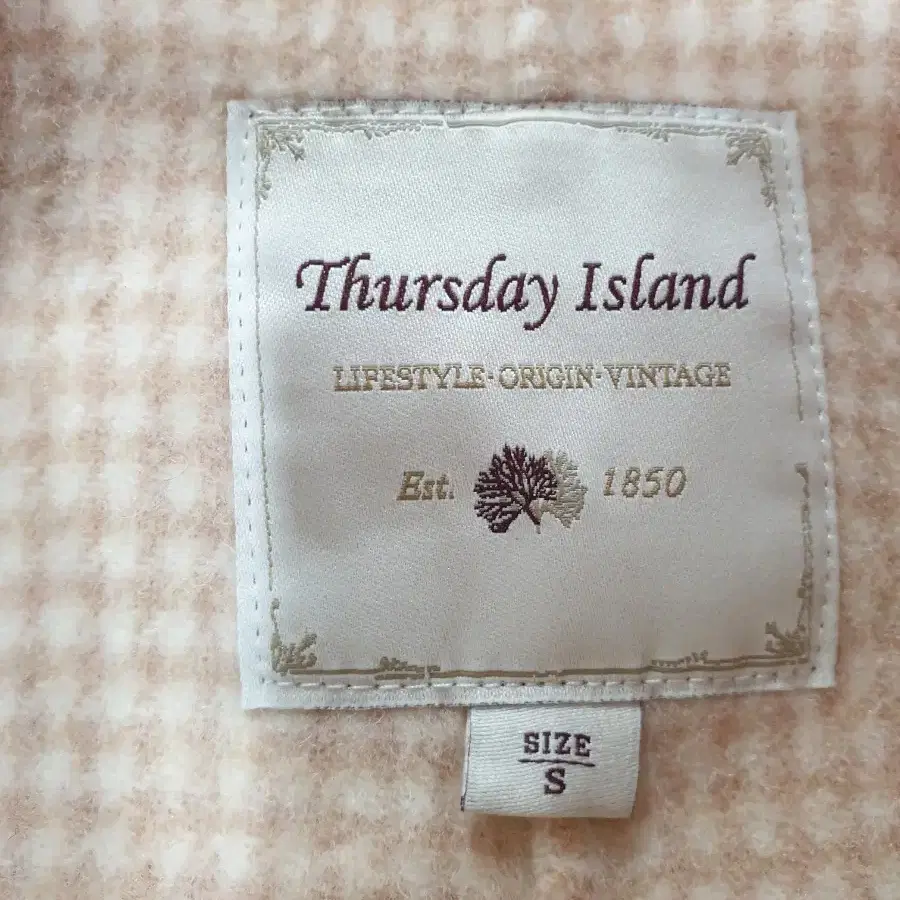 Thursday Island
LIFESTYLE·ORIGIN·VINTAGE
Est. 1850
SIZE
S